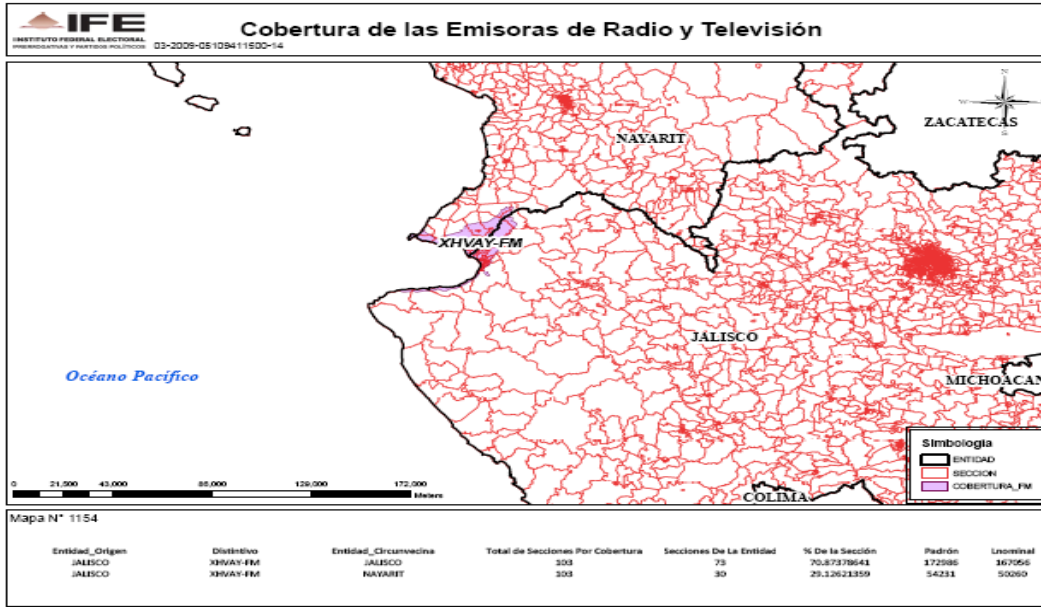 IFE
INSTITUTO FEDERAL ELECTORAL
PRERROGATIVAS Y PARTIDOS POLÍTICOS
03-2009-05109411500-14
Cobertura de las Emisoras de Radio y Televisión
N
W
ZACATECAS
NAYARIT
XHVAY-FM
JALISCO
Océano Pacífico
MICHOACAN
COLIMA
Simbología
ENTIDAD
SECCION
COBERTURA_FM
0 21,500 43,000 86,000 129,000 172,000
Meters
Mapa N° 1154
Entidad_Origen Distintivo Entidad_Circunvecina Total de Secciones Por Cobertura Secciones De La Entidad % De la Sección Padrón Lnominal
JALISCO XHVAY-FM JALISCO 103 73 70.87378641 172986 167056
JALISCO XHVAY-FM NAYARIT 103 30 29.12621359 54231 50260